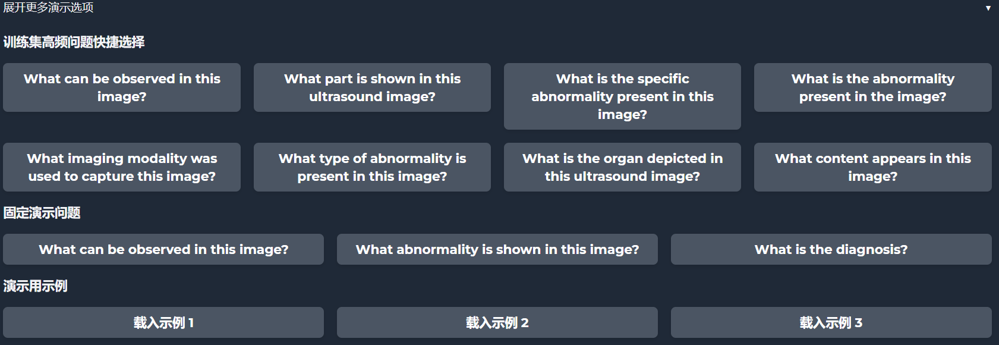 展开更多演示选项 ▼
训练集高频问题快捷选择
What can be observed in this
image?
What part is shown in this
ultrasound image?
What is the specific
abnormality present in this
image?
What is the abnormality
present in the image?
What imaging modality was
used to capture this image?
What type of abnormality is
present in this image?
What is the organ depicted in
this ultrasound image?
What content appears in this
image?
固定演示问题
What can be observed in this image?
What abnormality is shown in this image?
What is the diagnosis?
演示用示例
载入示例 1
载入示例 2
载入示例 3